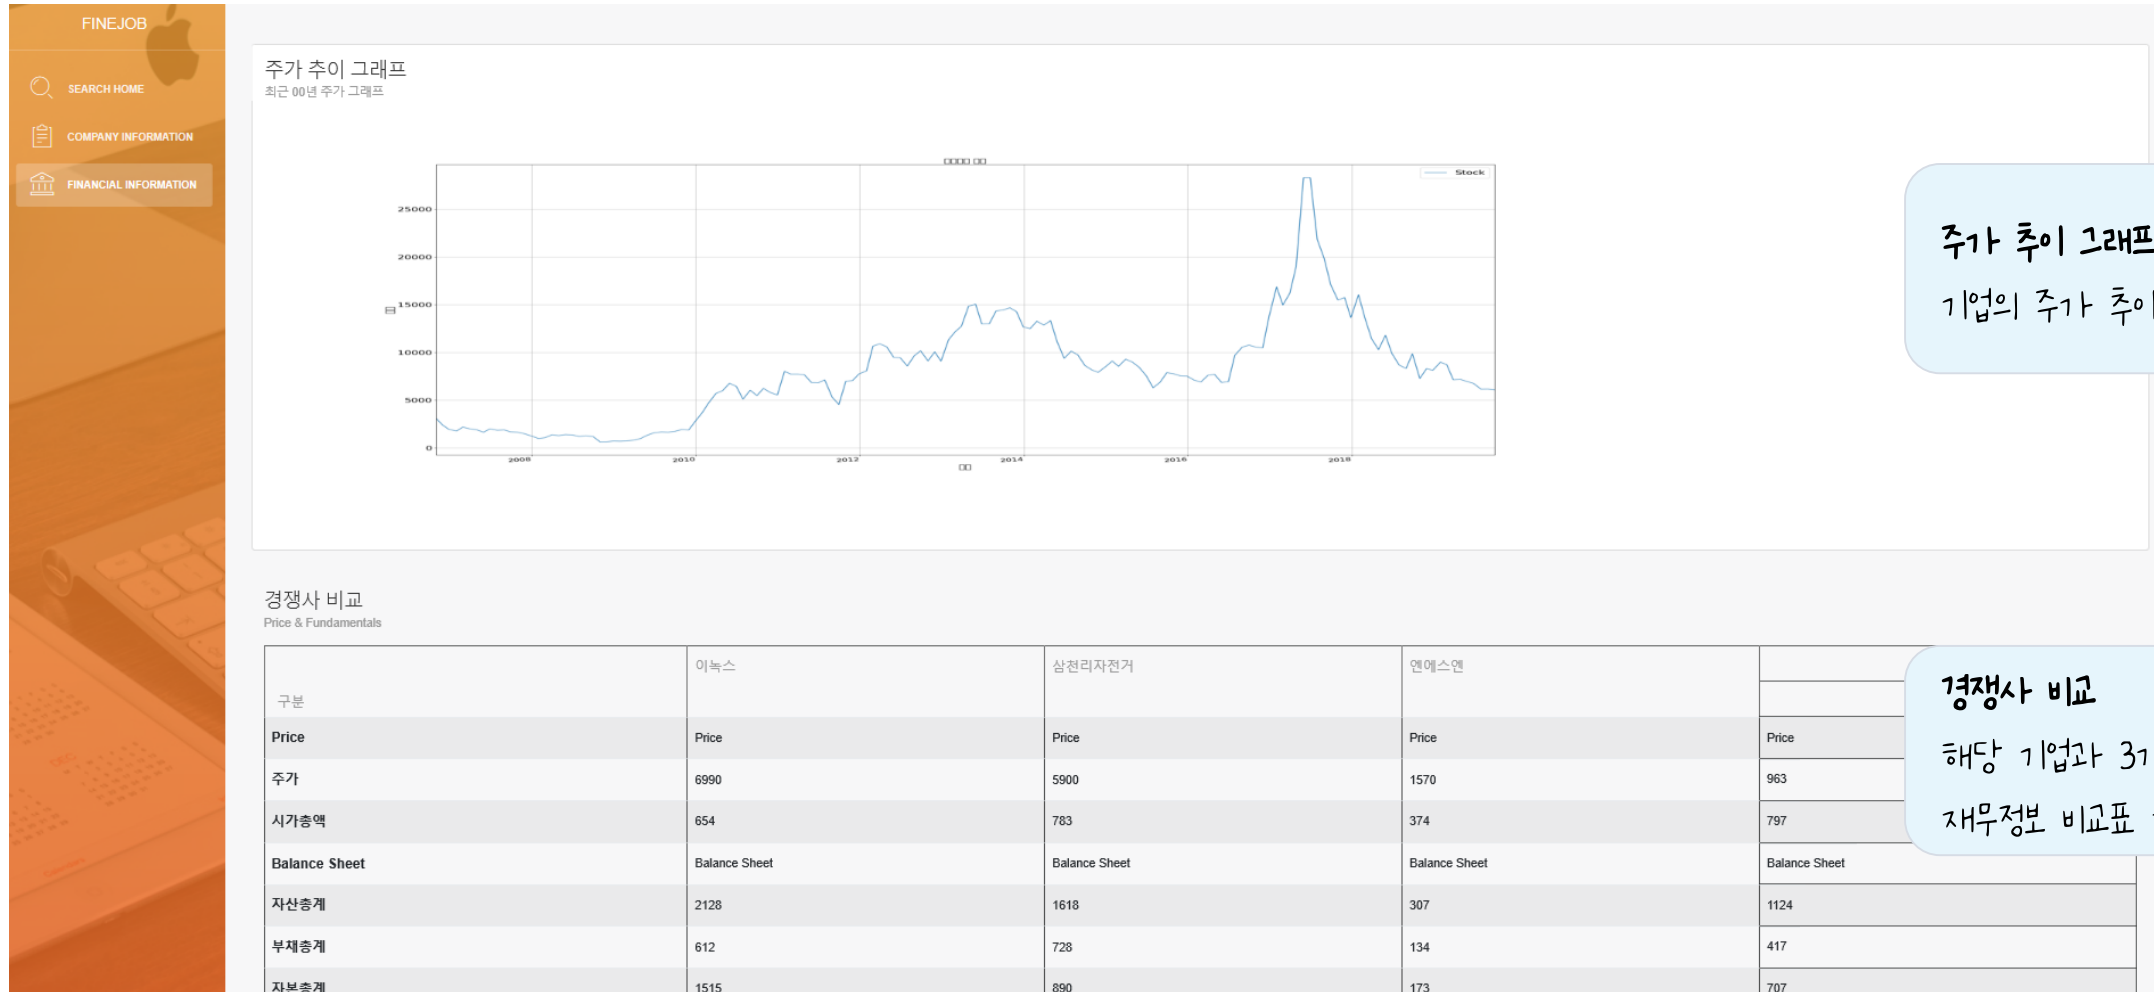 FINEJOB
SEARCH HOME
COMPANY INFORMATION
FINANCIAL INFORMATION
주가 추이 그래프
최근 00년 주가 그래프
Stock
25000
20000
15000
10000
5000
0
2008 2010 2012 2014 2016 2018
주가 추이 그래프
기업의 주가 추이
경쟁사 비교
Price & Fundamentals
구분 이녹스 삼천리자전거 엔에스엔
Price Price Price Price Price
주가 6990 5900 1570 963
시가총액 654 783 374 797
Balance Sheet Balance Sheet Balance Sheet Balance Sheet Balance Sheet
자산총계 2128 1618 307 1124
부채총계 612 728 134 417
자본총계 1515 890 173 707
경쟁사 비교
해당 기업과
재무정보 비교표